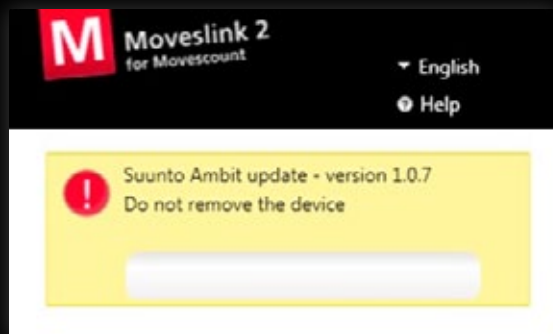 M
Moveslink 2
for Movescount
English
Help
Suunto Ambit update - version 1.0.7
Do not remove the device